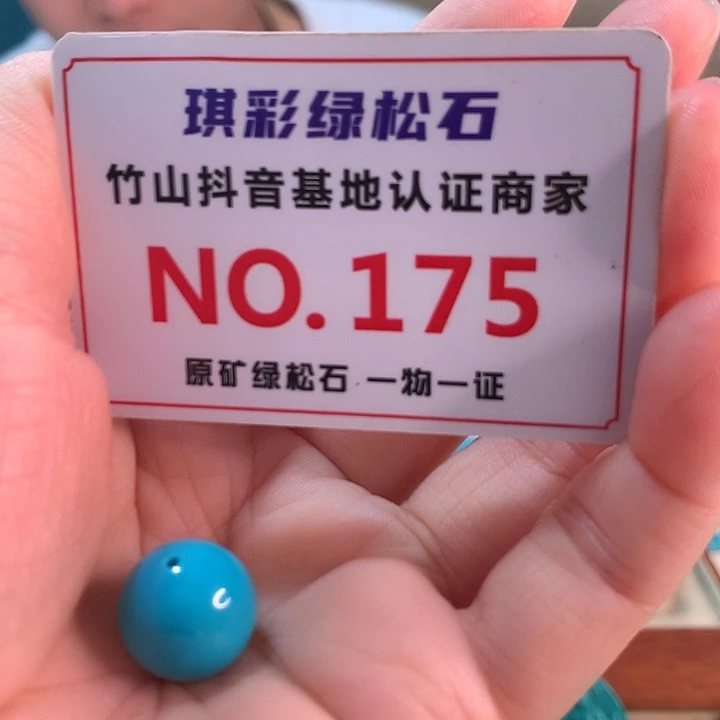 琪彩绿松石
竹山抖音基地认证商家
NO.175
原矿绿松石 一物一证